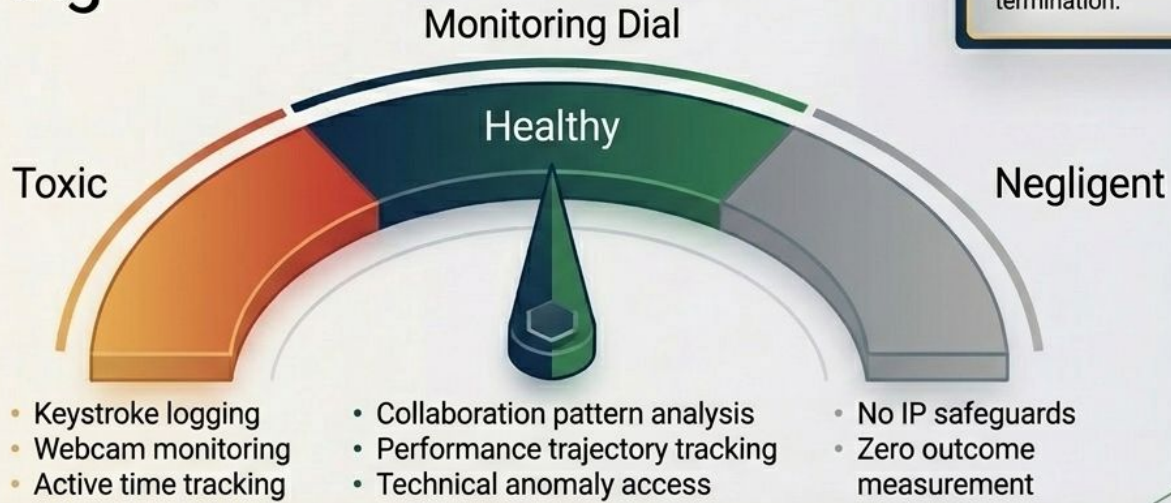 termination.
Monitoring Dial
Healthy
Toxic
Negligent
• Keystroke logging
• Webcam monitoring
• Active time tracking
• Collaboration pattern analysis
• Performance trajectory tracking
• Technical anomaly access
• No IP safeguards
• Zero outcome
measurement